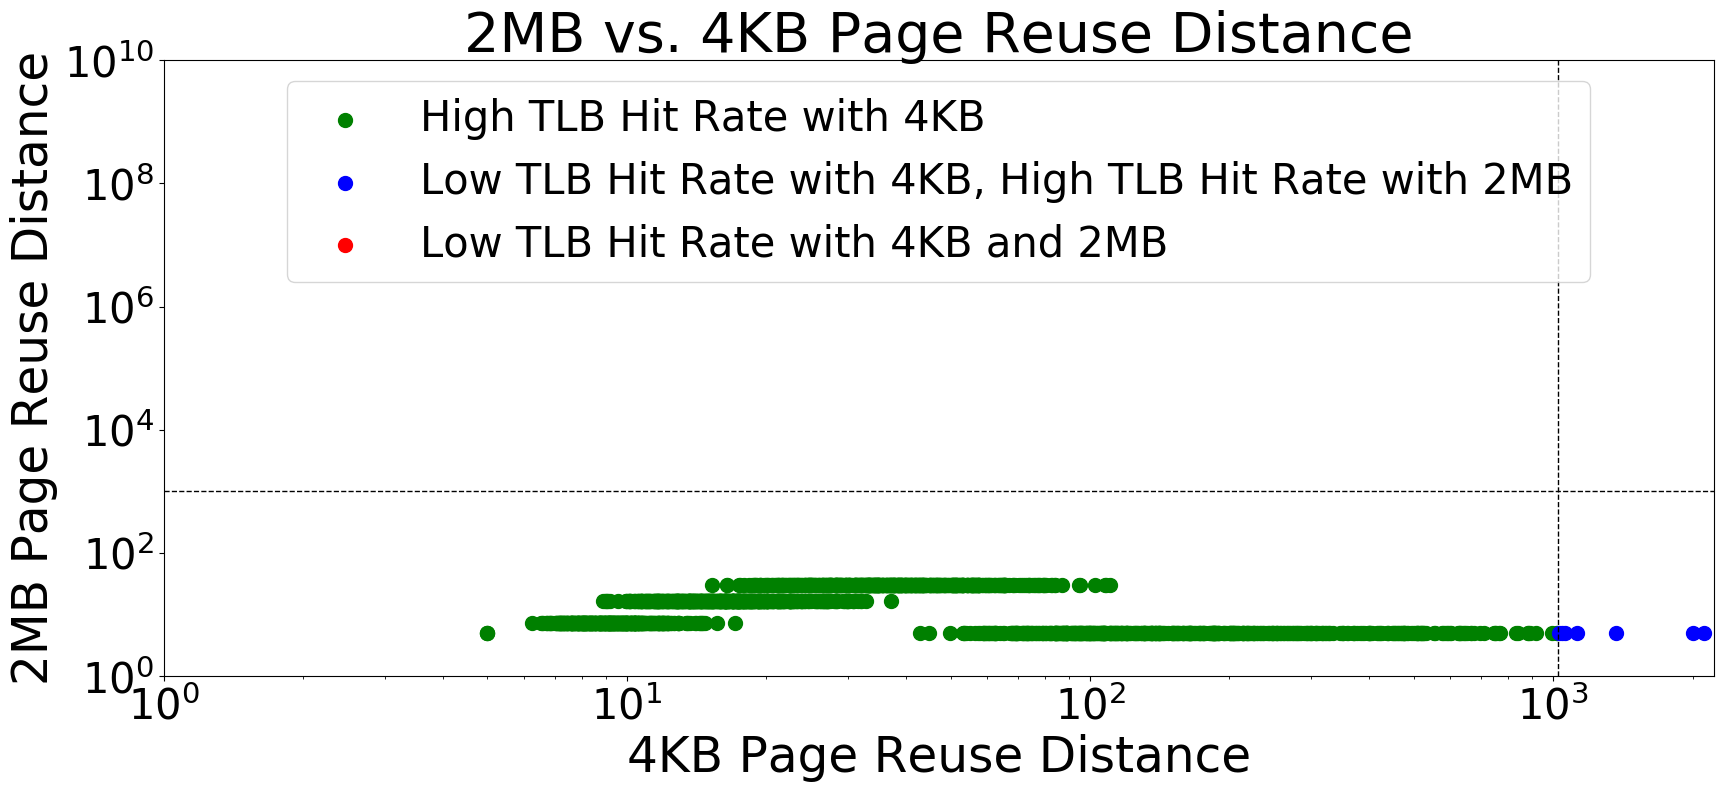 2MB vs. 4KB Page Reuse Distance
2MB Page Reuse Distance
10^10
10^8
10^6
10^4
10^2
10^0
High TLB Hit Rate with 4KB
Low TLB Hit Rate with 4KB, High TLB Hit Rate with 2MB
Low TLB Hit Rate with 4KB and 2MB
10^0 10^1 10^2 10^3
4KB Page Reuse Distance